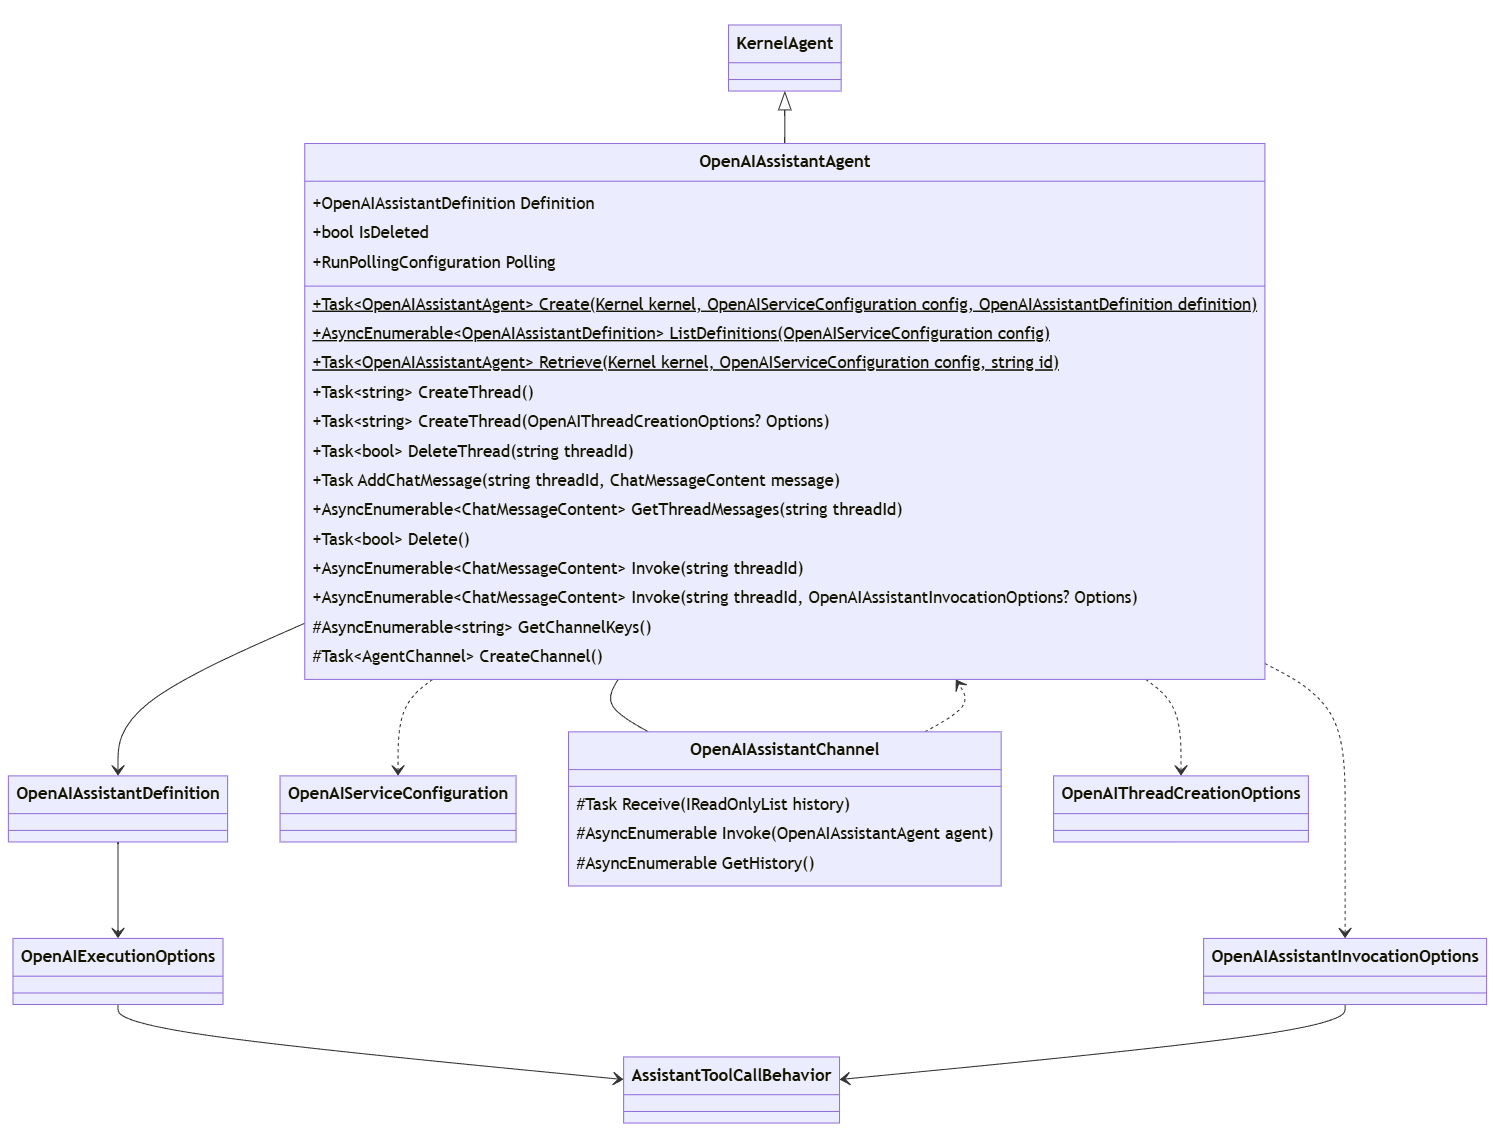 KernelAgent
OpenAIAssistantAgent
+OpenAIAssistantDefinition Definition
+bool IsDeleted
+RunPollingConfiguration Polling
+Task<OpenAIAssistantAgent> Create(Kernel kernel, OpenAIServiceConfiguration config, OpenAIAssistantDefinition definition)
+AsyncEnumerable<OpenAIAssistantDefinition> ListDefinitions(OpenAIServiceConfiguration config)
+Task<OpenAIAssistantAgent> Retrieve(Kernel kernel, OpenAIServiceConfiguration config, string id)
+Task<string> CreateThread()
+Task<string> CreateThread(OpenAIThreadCreationOptions? Options)
+Task<bool> DeleteThread(string threadId)
+Task AddChatMessage(string threadId, ChatMessageContent message)
+AsyncEnumerable<ChatMessageContent> GetThreadMessages(string threadId)
+Task<bool> Delete()
+AsyncEnumerable<ChatMessageContent> Invoke(string threadId)
+AsyncEnumerable<ChatMessageContent> Invoke(string threadId, OpenAIAssistantInvocationOptions? Options)
#AsyncEnumerable<string> GetChannelKeys()
#Task<AgentChannel> CreateChannel()
OpenAIAssistantDefinition
OpenAIServiceConfiguration
OpenAIAssistantChannel
#Task Receive(IReadOnlyList history)
#AsyncEnumerable Invoke(OpenAIAssistantAgent agent)
#AsyncEnumerable GetHistory()
OpenAIThreadCreationOptions
OpenAIExecutionOptions
OpenAIAssistantInvocationOptions
AssistantToolCallBehavior